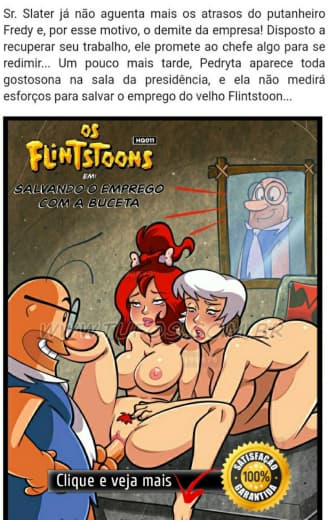 Sr. Slater já não aguenta mais os atrasos do putanheiro
Fredy e, por esse motivo, o demite da empresa! Disposto a
recuperar seu trabalho, ele promete ao chefe algo para se
redimir... Um pouco mais tarde, Pedryta aparece toda
gostosona na sala da presidência, e ela não medirá
esforços para salvar o emprego do velho Flintstoon...
OS
HQ011
FLINTSTOONS
EM:
SALVANDO O EMPREGO
COM A BUCETA
SATISFAÇÃO
100%
GARANTIDA
Clique e veja mais